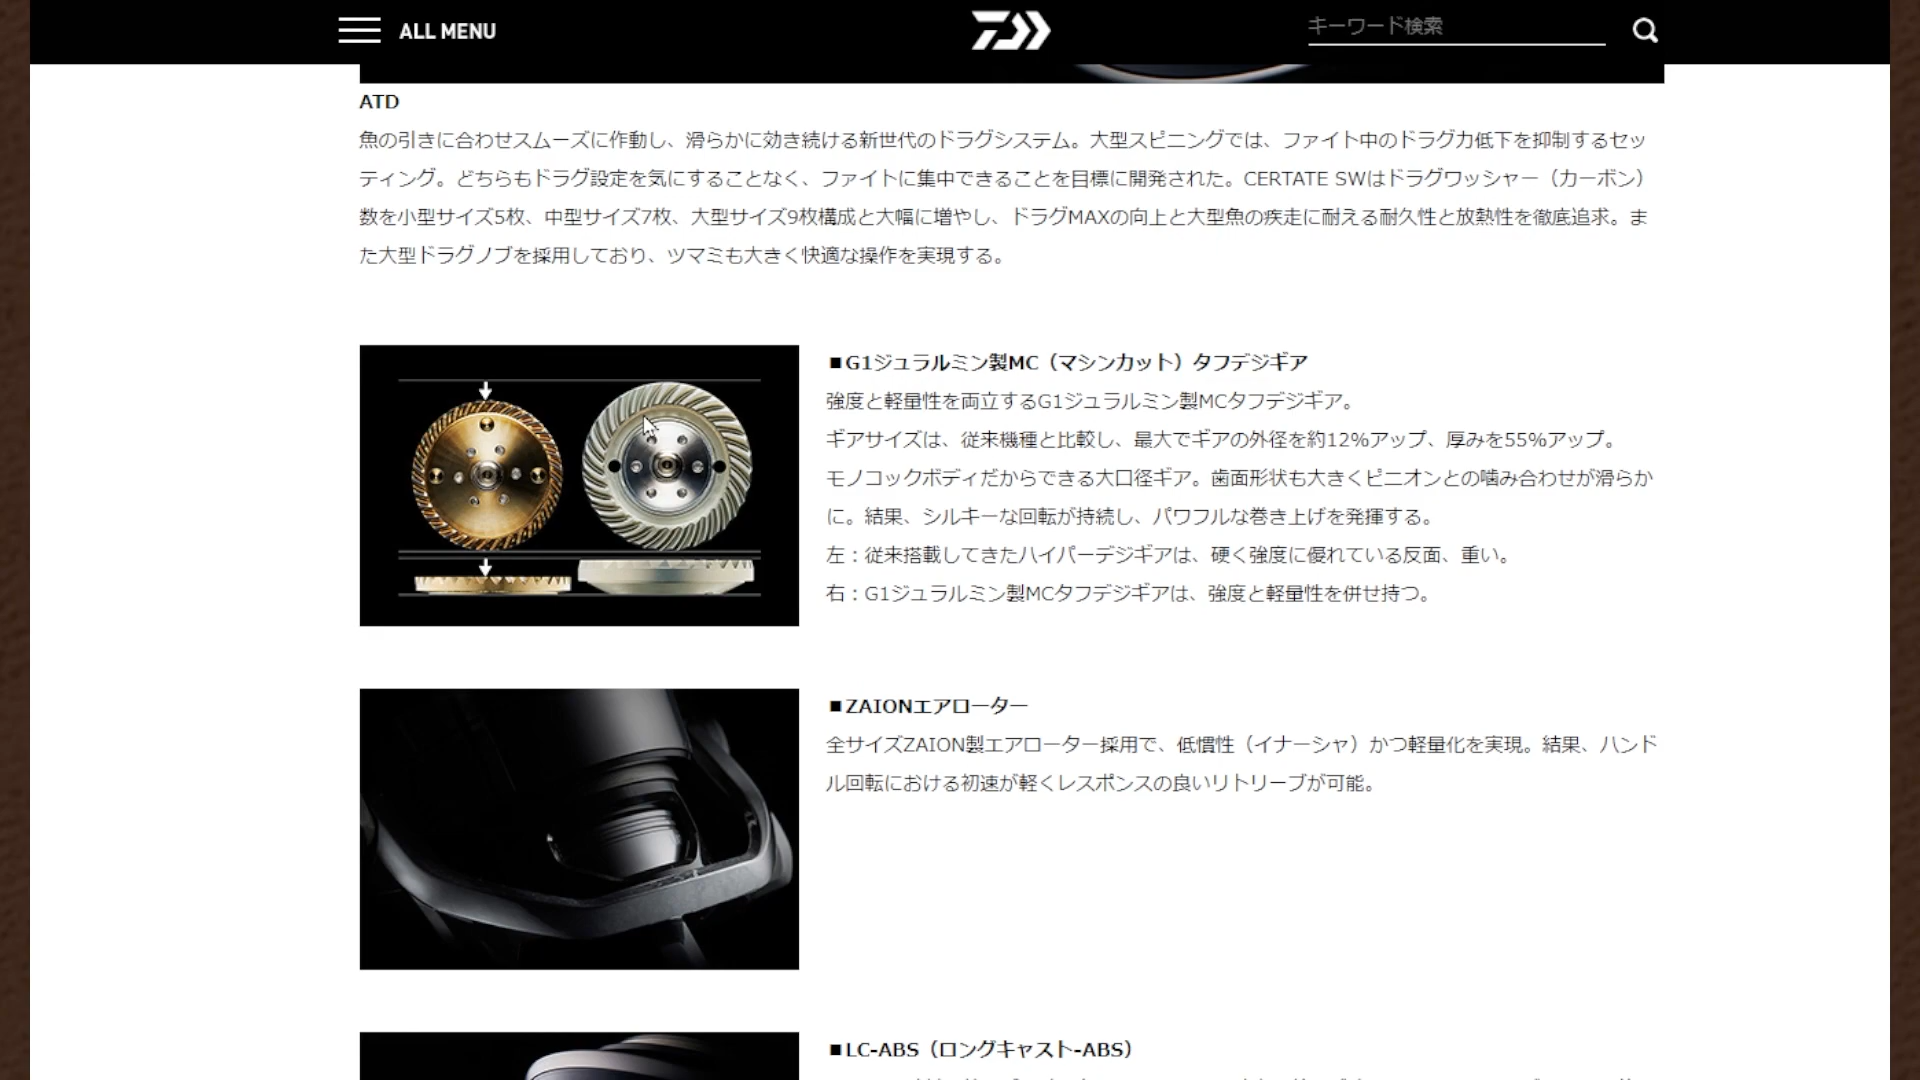 ALL MENU
キーワード検索
ATD
魚の引きに合わせスムーズに作動し、滑らかに効き続ける新世代のドラグシステム。大型スピニングでは、ファイト中のドラグ力低下を抑制するセッ
ティング。どちらもドラグ設定を気にすることなく、ファイトに集中できることを目標に開発された。CERTATE SWはドラグワッシャー（カーボン）
数を小型サイズ5枚、中型サイズ7枚、大型サイズ9枚構成と大幅に増やし、ドラグMAXの向上と大型魚の疾走に耐える耐久性と放熱性を徹底追求。ま
た大型ドラグノブを採用しており、ツマミも大きく快適な操作を実現する。
■G1ジュラルミン製MC（マシンカット）タフデジギア
強度と軽量性を両立するG1ジュラルミン製MCタフデジギア。
ギアサイズは、従来機種と比較し、最大でギアの外径を約12%アップ、厚みを55%アップ。
モノコックボディだからできる大口径ギア。歯面形状も大きくピニオンとの噛み合わせが滑らか
に。結果、シルキーな回転が持続し、パワフルな巻き上げを発揮する。
左：従来搭載してきたハイパーデジギアは、硬く強度に優れている反面、重い。
右：G1ジュラルミン製MCタフデジギアは、強度と軽量性を併せ持つ。
■ZAIONエアローター
全サイズZAION製エアローター採用で、低慣性（イナーシャ）かつ軽量化を実現。結果、ハンド
ル回転における初速が軽くレスポンスの良いリトリーブが可能。
■LC-ABS（ロングキャスト-ABS）